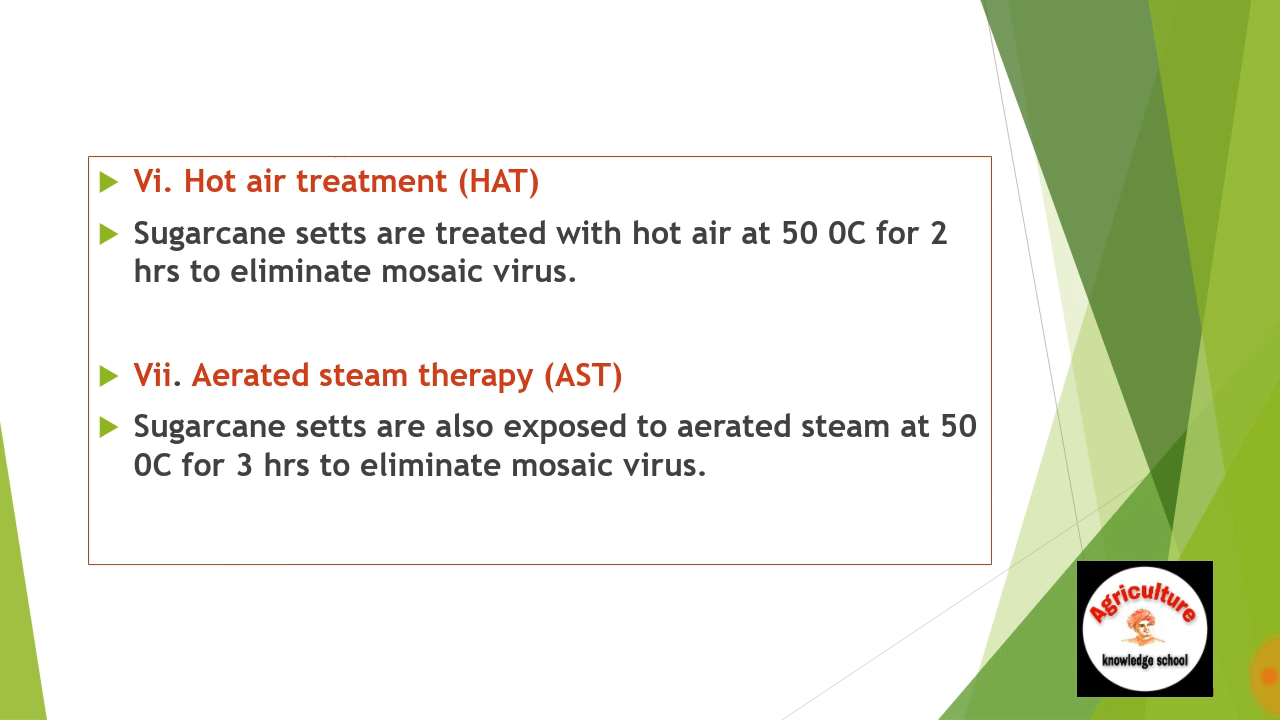 Vi. Hot air treatment (HAT)
Sugarcane setts are treated with hot air at 50 0C for 2
hrs to eliminate mosaic virus.
Vii. Aerated steam therapy (AST)
Sugarcane setts are also exposed to aerated steam at 50
0C for 3 hrs to eliminate mosaic virus.
Agriculture
knowledge school